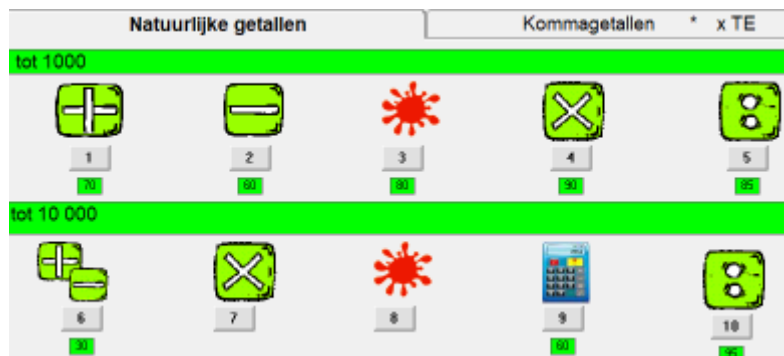 Natuurlijke getallen Kommagetallen * x TE
tot 1000
1 2 3 4 5
70 60 80 90 85
tot 10 000
6 7 8 9 10
30 60 95